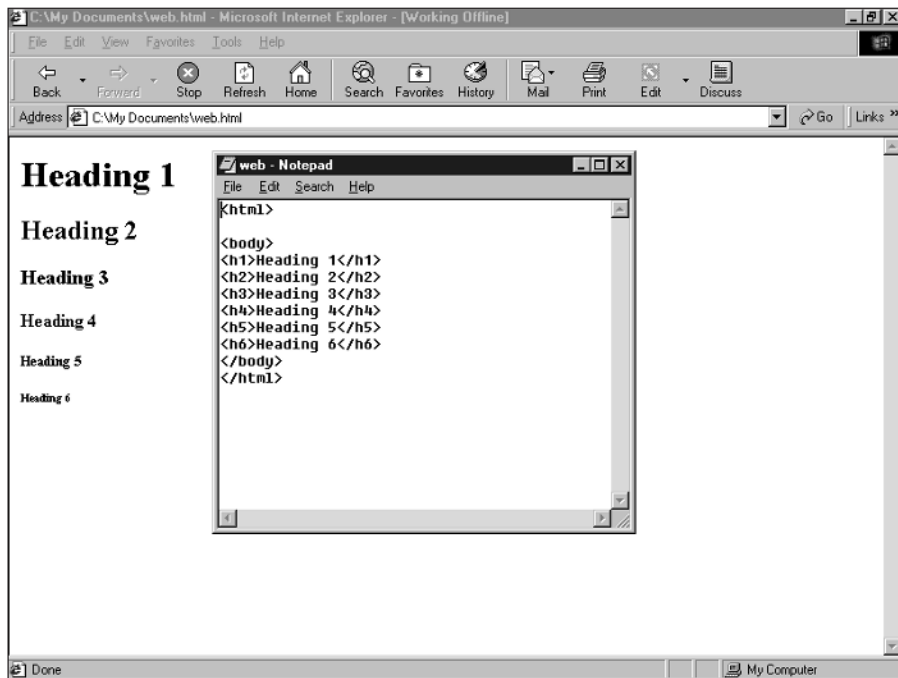 C:\My Documents\web.html - Microsoft Internet Explorer - [Working Offline]
File Edit View Favorites Tools Help
Back Forward Stop Refresh Home Search Favorites History Mail Print Edit Discuss
Address C:\My Documents\web.html Go Links »
Heading 1
Heading 2
Heading 3
Heading 4
Heading 5
Heading 6
web - Notepad
File Edit Search Help
<html>
<body>
<h1>Heading 1</h1>
<h2>Heading 2</h2>
<h3>Heading 3</h3>
<h4>Heading 4</h4>
<h5>Heading 5</h5>
<h6>Heading 6</h6>
</body>
</html>
Done My Computer